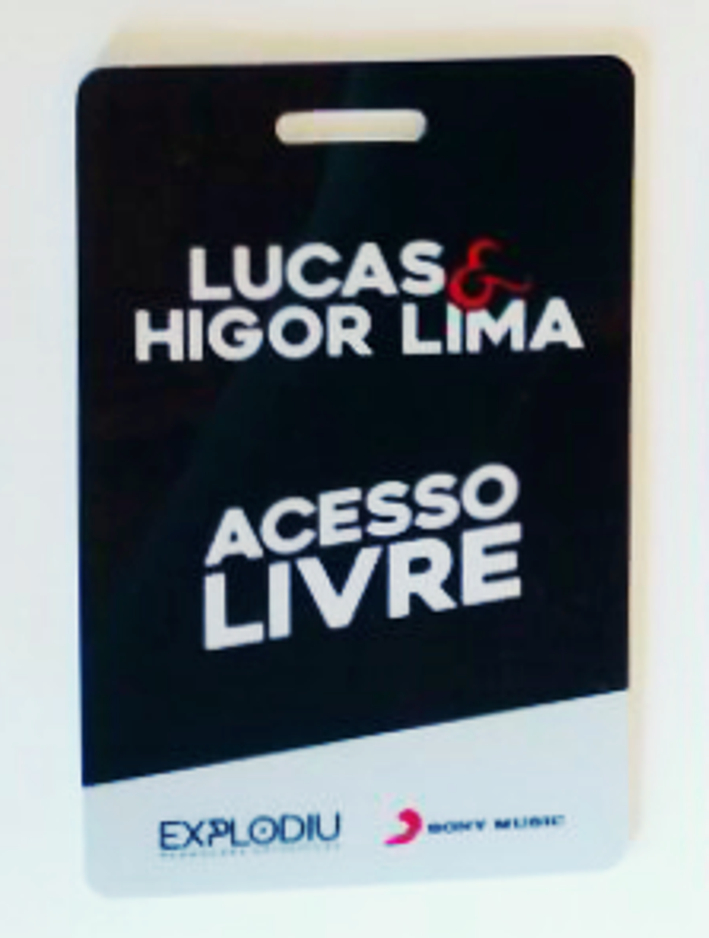 LUCAS &
HIGOR LIMA
ACESSO
LIVRE
EXPLODIU
SONY MUSIC